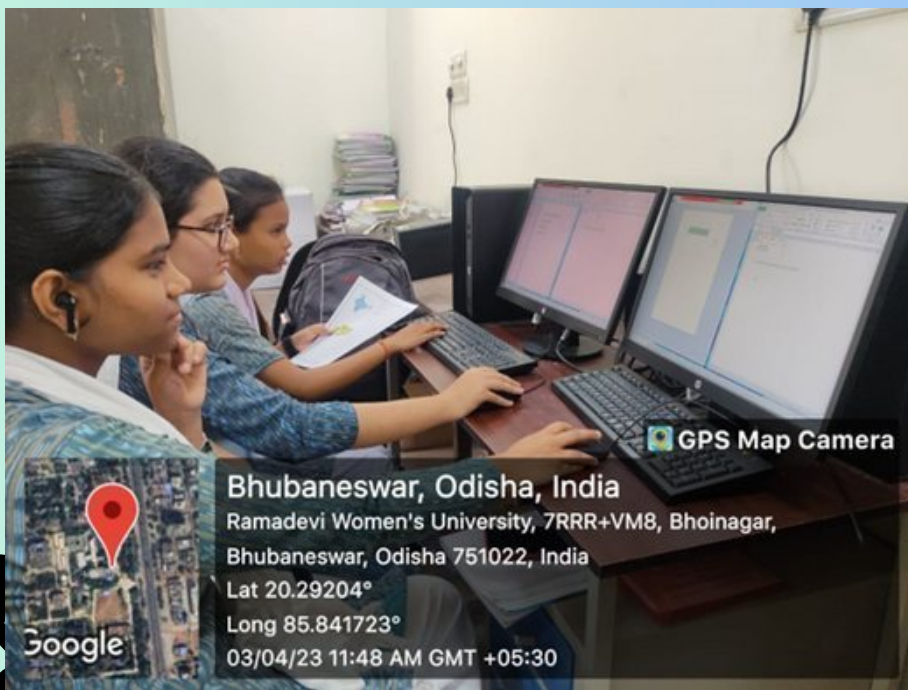 GPS Map Camera
Bhubaneswar, Odisha, India
Ramadevi Women's University, 7RRR+VM8, Bhoinagar,
Bhubaneswar, Odisha 751022, India
Lat 20.29204°
Long 85.841723°
03/04/23 11:48 AM GMT +05:30
Google